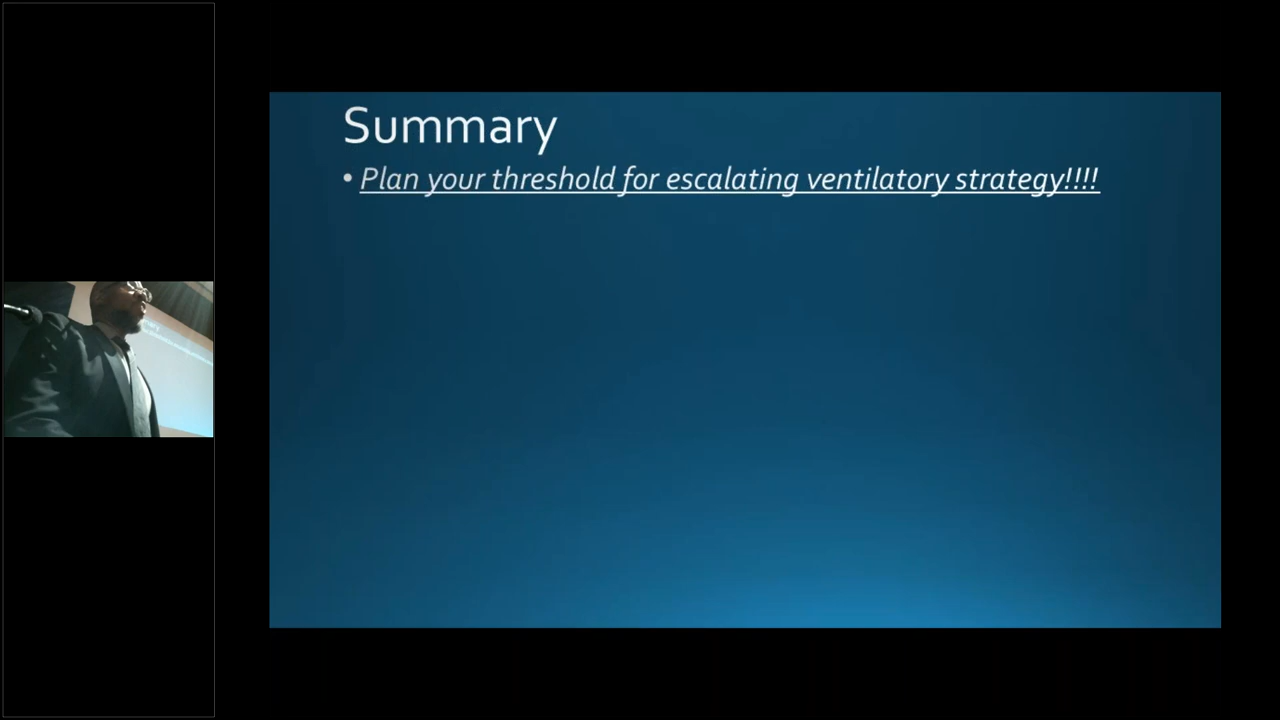 Summary
• Plan your threshold for escalating ventilatory strategy!!!!